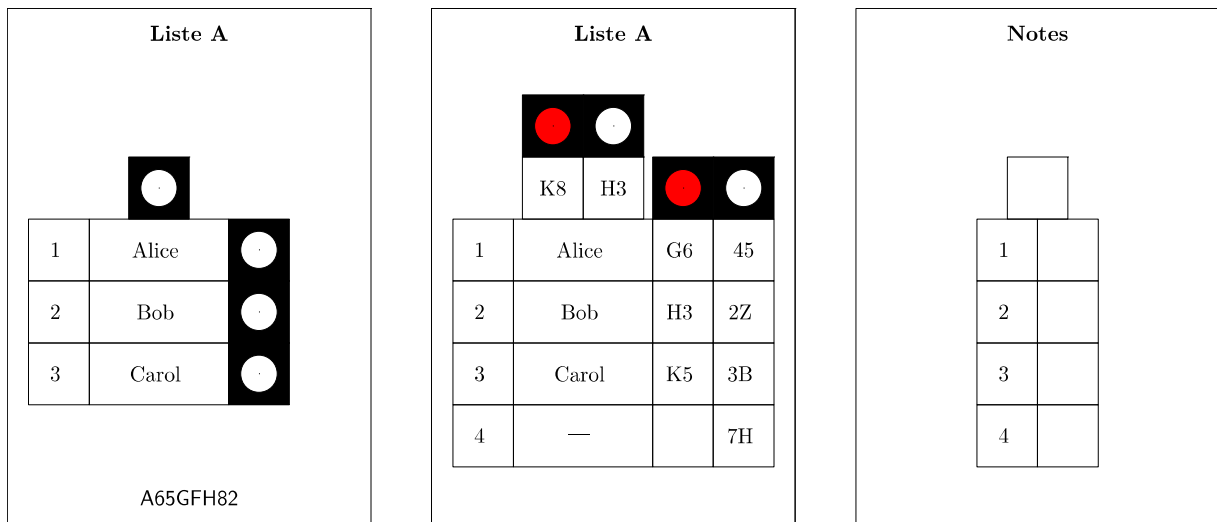 Liste A
1 Alice
2 Bob
3 Carol
A65GFH82
Liste A
K8 H3
1 Alice G6 45
2 Bob H3 2Z
3 Carol K5 3B
4 — 7H
Notes
1
2
3
4